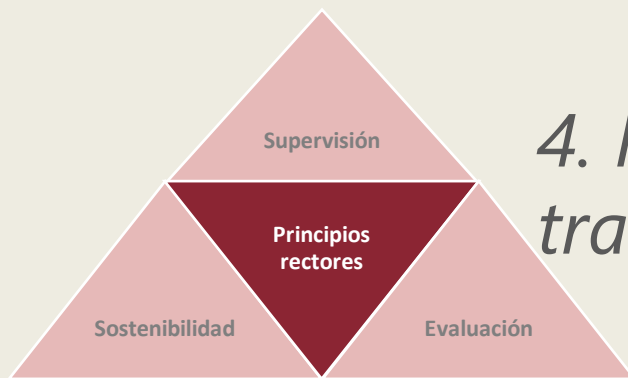 Supervisión
4.
Principios
rectores
Sostenibilidad
Evaluación